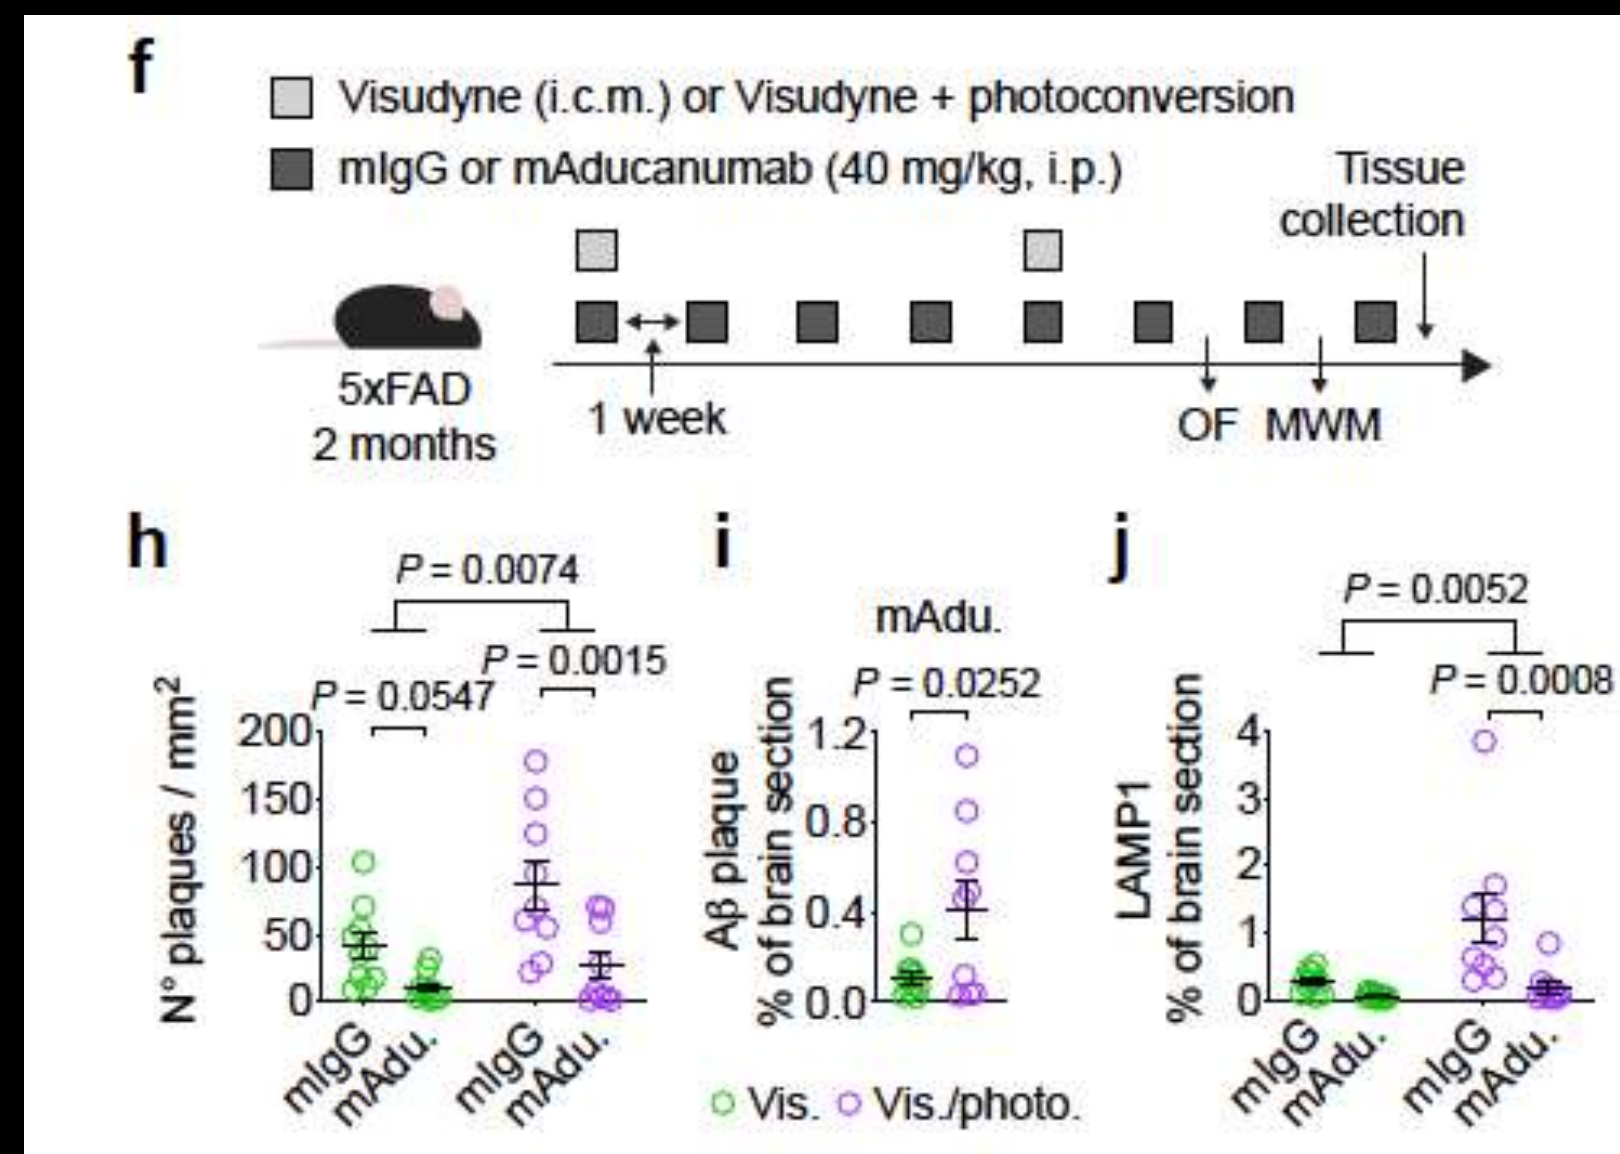 f
Visudyne (i.c.m.) or Visudyne + photoconversion
mIgG or mAducanumab (40 mg/kg, i.p.)
Tissue
collection
5xFAD
2 months
1 week
OF MWM
h
P = 0.0074
P = 0.0015
P = 0.0547
N° plaques / mm²
200
150
100
50
0
mIgG
mAdu.
mIgG
mAdu.
i
mAdu.
P = 0.0252
Aβ plaque
% of brain section
1.2
0.8
0.4
0.0
Vis. Vis./photo.
j
P = 0.0052
P = 0.0008
LAMP1
% of brain section
4
3
2
1
0
mIgG
mAdu.
mIgG
mAdu.